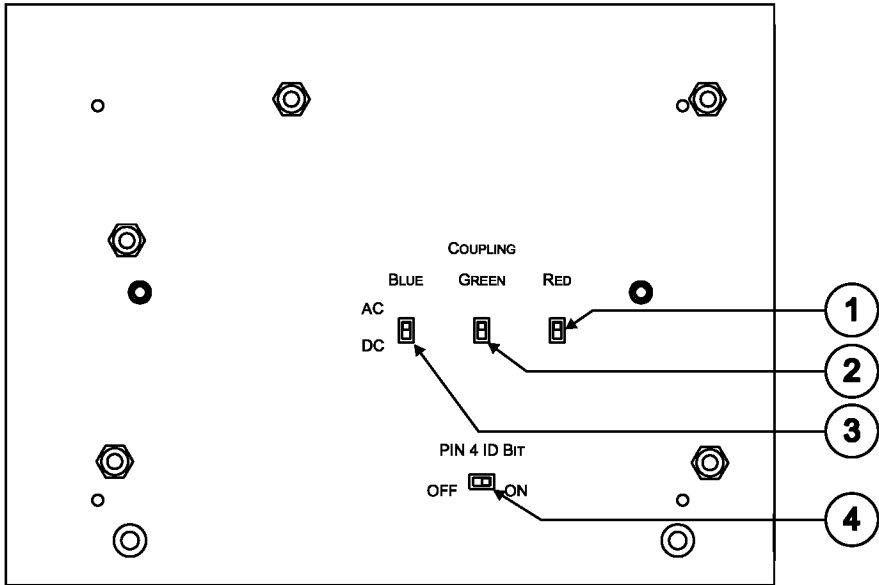 COUPLING
BLUE GREEN RED
AC
DC
1
2
3
PIN 4 ID BIT
OFF ON
4